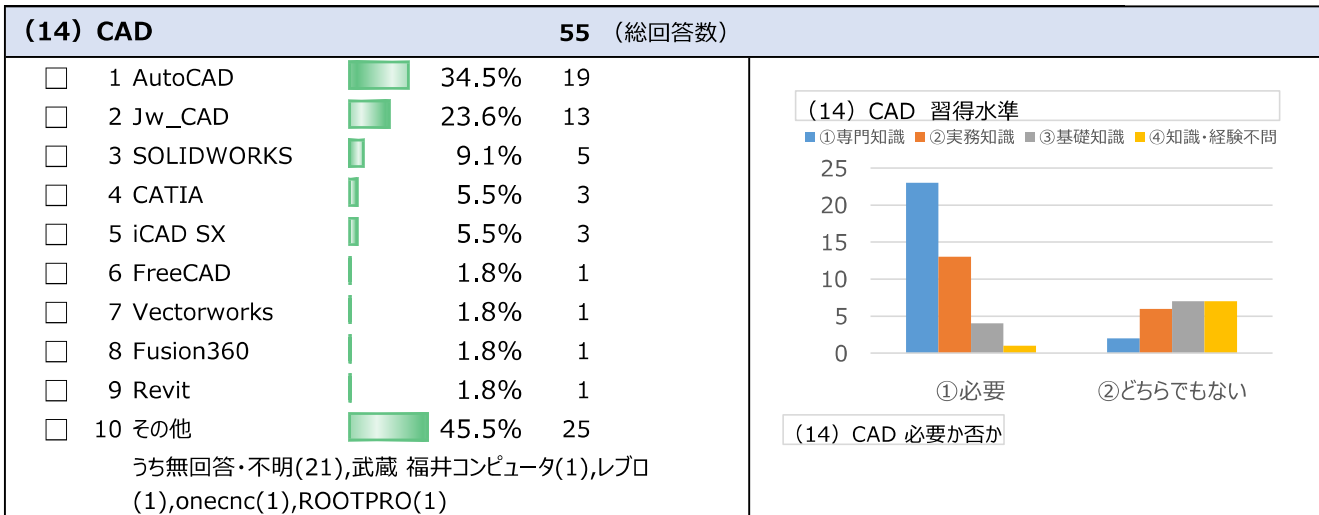 （14）CAD 55 （総回答数）
□ 1 AutoCAD 34.5% 19
□ 2 Jw_CAD 23.6% 13
□ 3 SOLIDWORKS 9.1% 5
□ 4 CATIA 5.5% 3
□ 5 iCAD SX 5.5% 3
□ 6 FreeCAD 1.8% 1
□ 7 Vectorworks 1.8% 1
□ 8 Fusion360 1.8% 1
□ 9 Revit 1.8% 1
□ 10 その他 45.5% 25
うち無回答・不明(21),武蔵 福井コンピュータ(1),レブロ
(1),onecnc(1),ROOTPRO(1)
（14）CAD 習得水準
①専門知識 ②実務知識 ③基礎知識 ④知識・経験不問
25
20
15
10
5
0
①必要 ②どちらでもない
（14）CAD 必要か否か